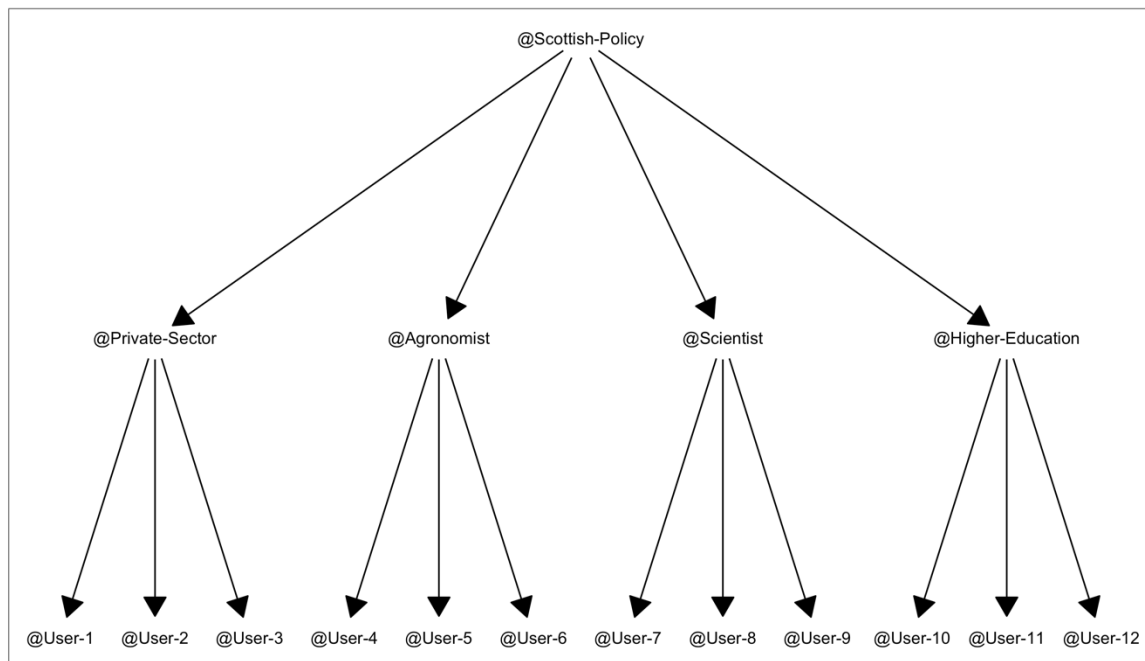 @Scottish-Policy
@Private-Sector @Agronomist @Scientist @Higher-Education
@User-1 @User-2 @User-3 @User-4 @User-5 @User-6 @User-7 @User-8 @User-9 @User-10 @User-11 @User-12